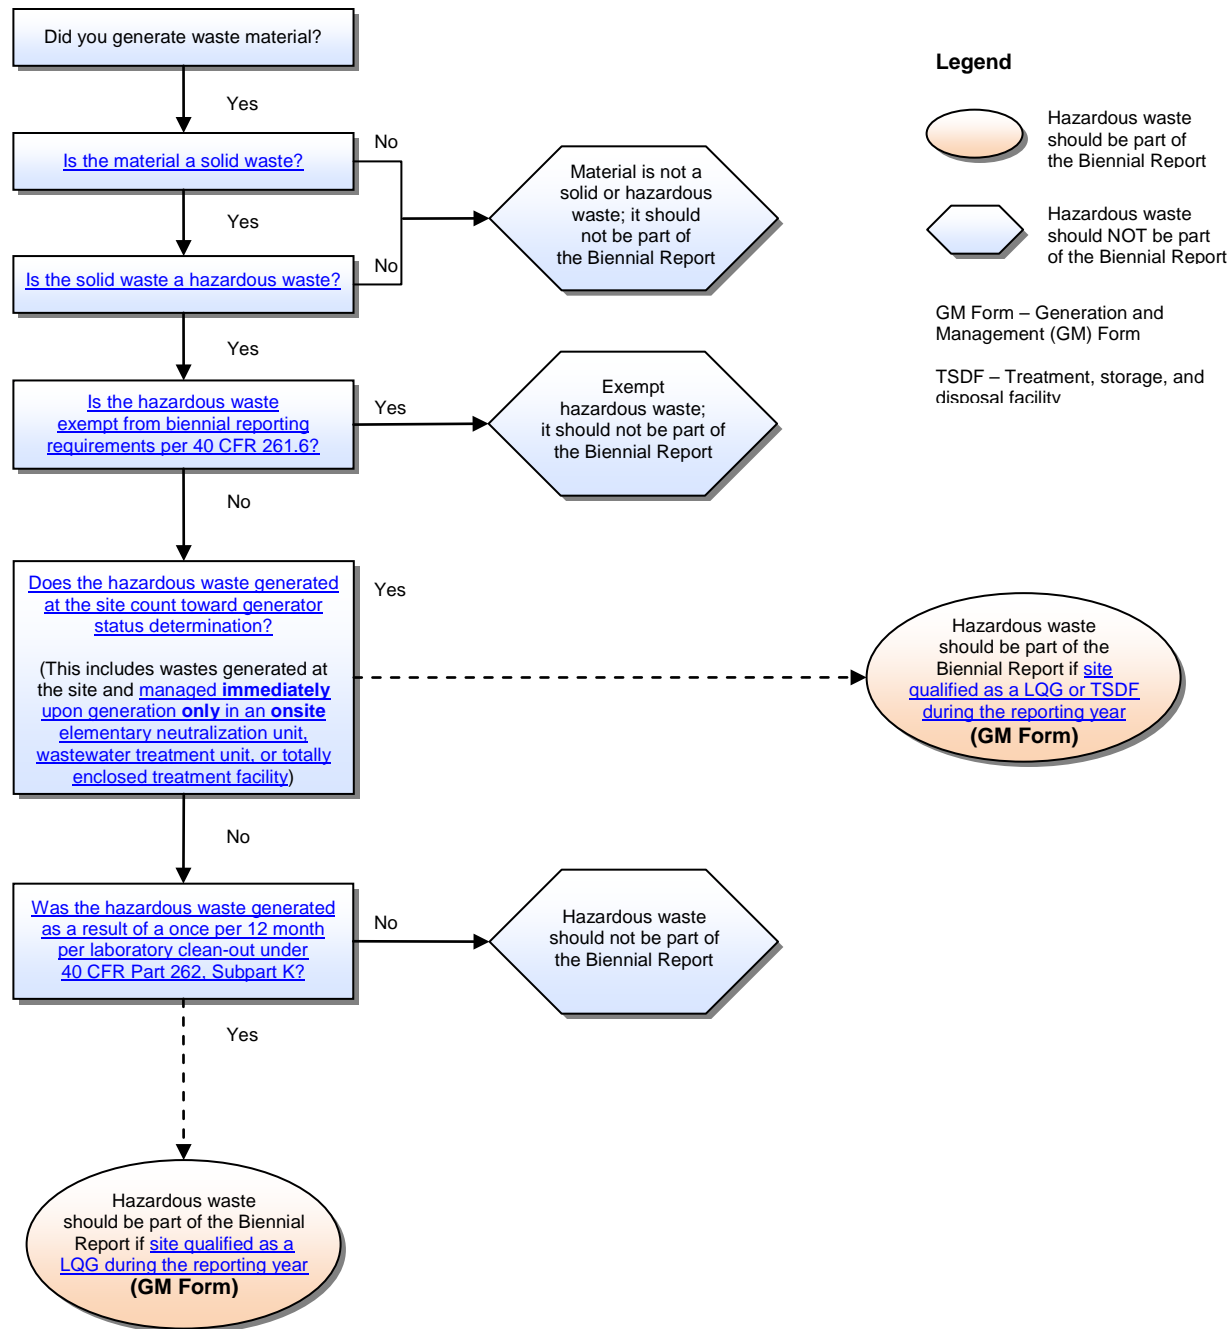 Did you generate waste material?
Yes
Is the material a solid waste?
No
Yes
Is the solid waste a hazardous waste?
No
Material is not a
solid or hazardous
waste; it should
not be part of
the Biennial Report
Yes
Is the hazardous waste
exempt from biennial reporting
requirements per 40 CFR 261.6?
Yes
Exempt
hazardous waste;
it should not be part of
the Biennial Report
No
Does the hazardous waste generated
at the site count toward generator
status determination?
(This includes wastes generated at
the site and managed immediately
upon generation only in an onsite
elementary neutralization unit,
wastewater treatment unit, or totally
enclosed treatment facility)
Yes
Hazardous waste
should be part of the
Biennial Report if site
qualified as a LQG or TSDF
during the reporting year
(GM Form)
No
Was the hazardous waste generated
as a result of a once per 12 month
per laboratory clean-out under
40 CFR Part 262, Subpart K?
No
Hazardous waste
should not be part of
the Biennial Report
Yes
Hazardous waste
should be part of the Biennial
Report if site qualified as a
LQG during the reporting year
(GM Form)
Legend
Hazardous waste
should be part of
the Biennial Report
Hazardous waste
should NOT be part
of the Biennial Report
GM Form – Generation and
Management (GM) Form
TSDF – Treatment, storage, and
disposal facility